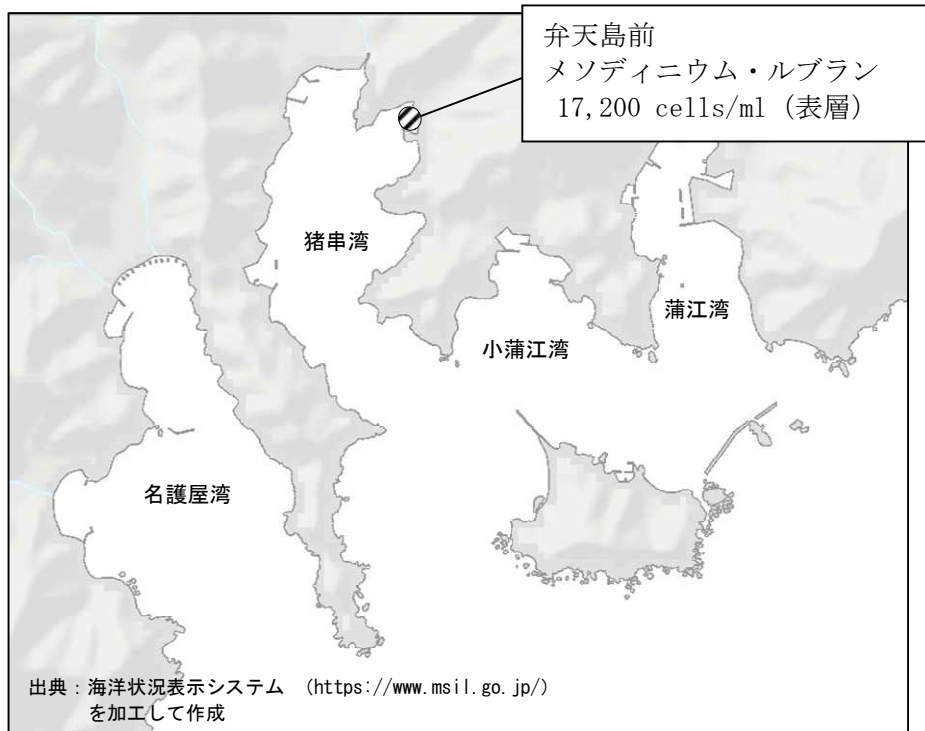 弁天島前
メソディニウム・ルブラン
17,200 cells/ml (表層)
猪串湾
蒲江湾
小蒲江湾
名護屋湾
出典：海洋状況表示システム (https://www.msil.go.jp/)
を加工して作成